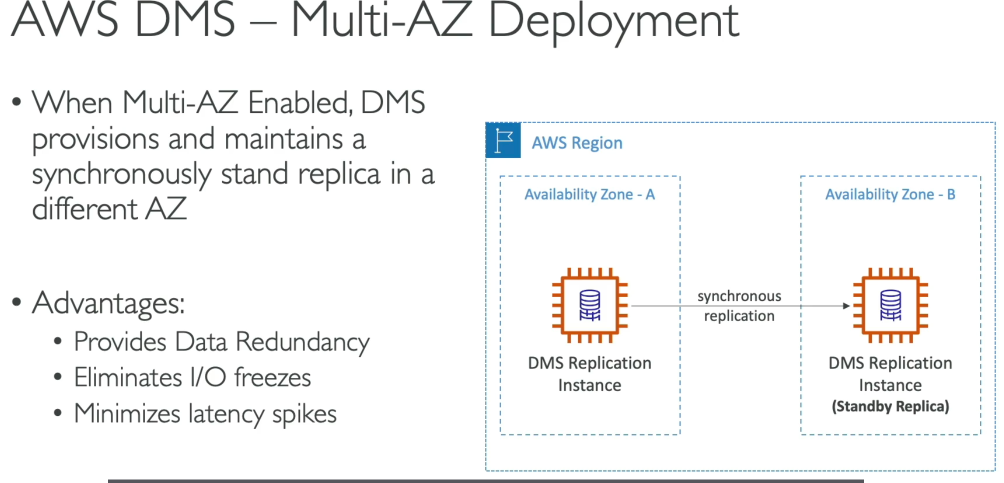 AWS DMS – Multi-AZ Deployment
• When Multi-AZ Enabled, DMS
provisions and maintains a
synchronously stand replica in a
different AZ
• Advantages:
• Provides Data Redundancy
• Eliminates I/O freezes
• Minimizes latency spikes
AWS Region
Availability Zone - A
DMS Replication
Instance
synchronous
replication
Availability Zone - B
DMS Replication
Instance
(Standby Replica)